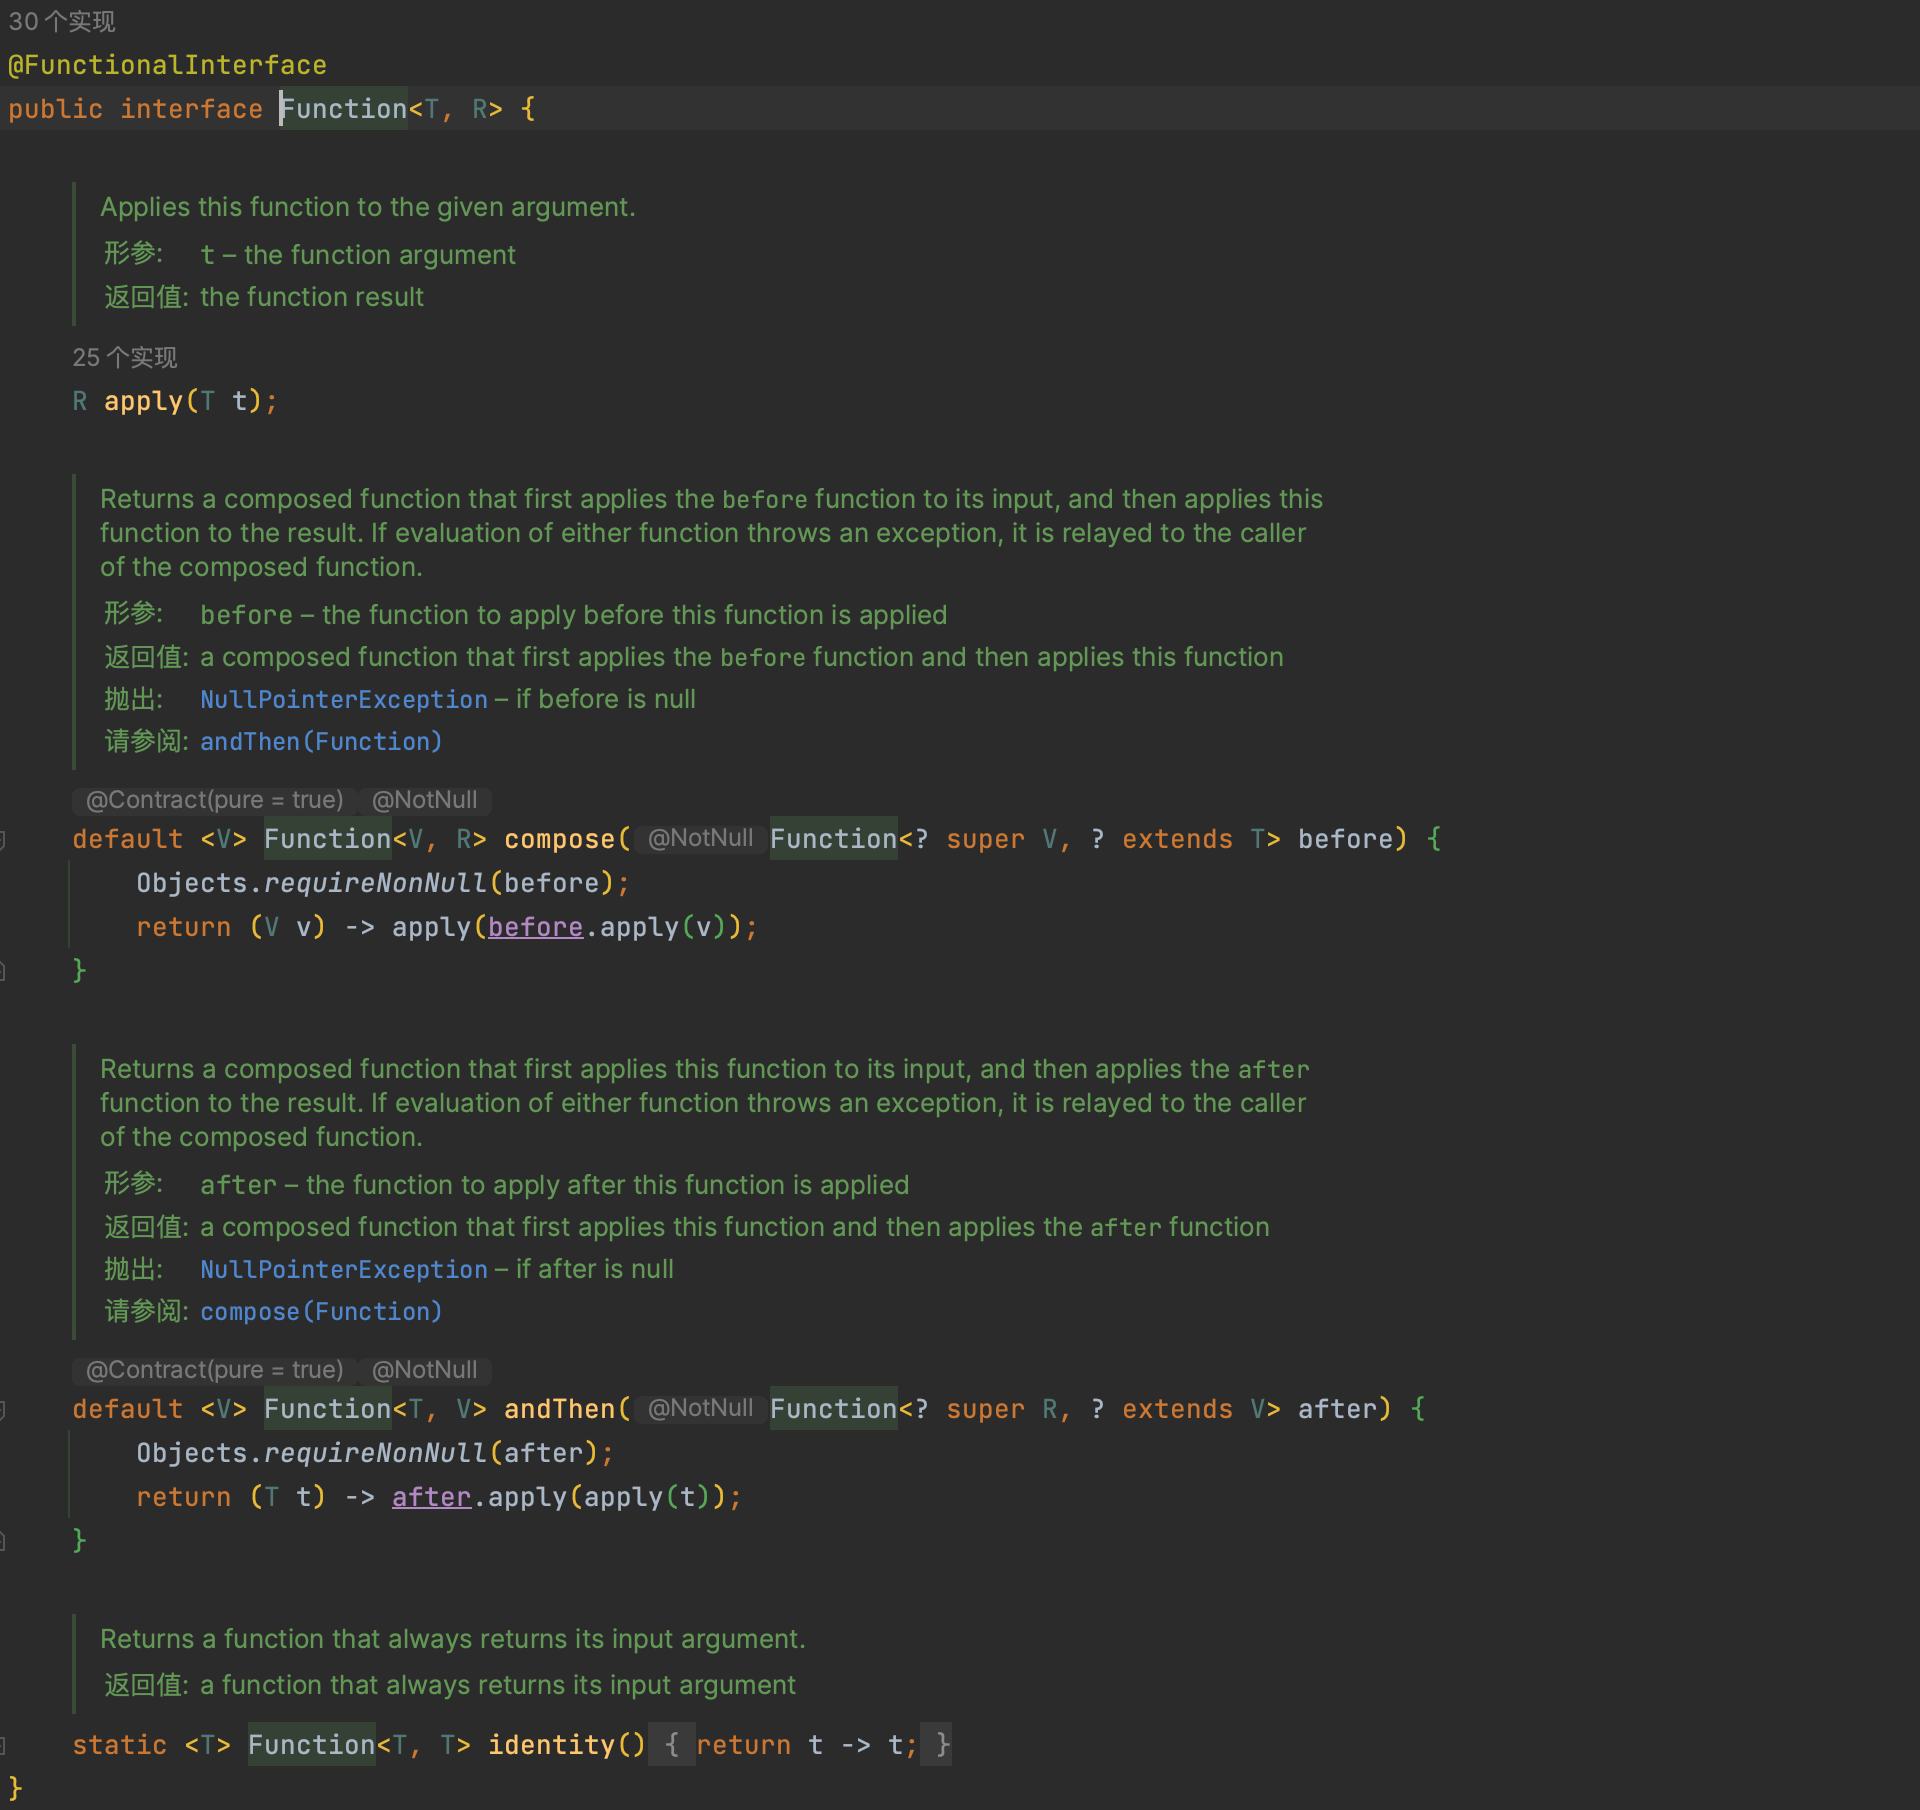 30 个实现
@FunctionalInterface
public interface Function<T, R> {
Applies this function to the given argument.
形参: t – the function argument
返回值: the function result
25 个实现
R apply(T t);
Returns a composed function that first applies the before function to its input, and then applies this
function to the result. If evaluation of either function throws an exception, it is relayed to the caller
of the composed function.
形参: before – the function to apply before this function is applied
返回值: a composed function that first applies the before function and then applies this function
抛出: NullPointerException – if before is null
请参阅: andThen(Function)
@Contract(pure = true) @NotNull
default <V> Function<V, R> compose( @NotNull Function<? super V, ? extends T> before) {
Objects.requireNonNull(before);
return (V v) -> apply(before.apply(v));
}
Returns a composed function that first applies this function to its input, and then applies the after
function to the result. If evaluation of either function throws an exception, it is relayed to the caller
of the composed function.
形参: after – the function to apply after this function is applied
返回值: a composed function that first applies this function and then applies the after function
抛出: NullPointerException – if after is null
请参阅: compose(Function)
@Contract(pure = true) @NotNull
default <V> Function<T, V> andThen( @NotNull Function<? super R, ? extends V> after) {
Objects.requireNonNull(after);
return (T t) -> after.apply(apply(t));
}
Returns a function that always returns its input argument.
返回值: a function that always returns its input argument
static <T> Function<T, T> identity() { return t -> t; }
}